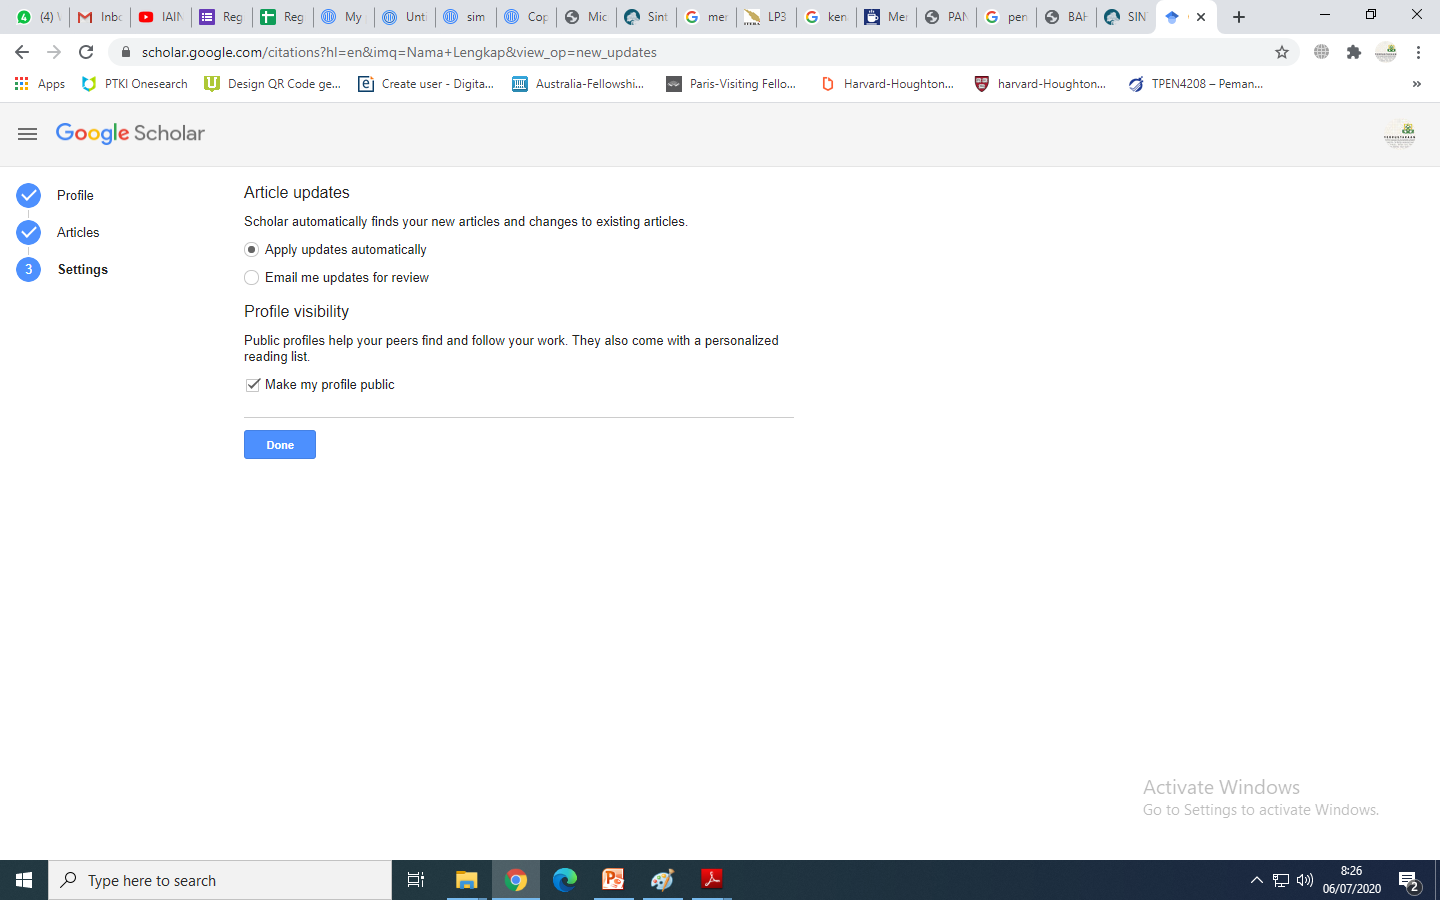 (4) W
Inbo
IAIN
Reg
Reg
My
Unti
sim
Cop
Mic
Sint
mer
LP3
ken
Mer
PAN
pen
BAH
SIN
scholar.google.com/citations?hl=en&imq=Nama+Lengkap&view_op=new_updates
Apps
PTKI Onesearch
Design QR Code ge...
Create user - Digita...
Australia-Fellowshi...
Paris-Visiting Fello...
Harvard-Houghton...
harvard-Houghton...
TPEN4208 – Peman...
»
Google Scholar
Profile
Articles
3 Settings
Article updates
Scholar automatically finds your new articles and changes to existing articles.
Apply updates automatically
Email me updates for review
Profile visibility
Public profiles help your peers find and follow your work. They also come with a personalized
reading list.
Make my profile public
Done
Activate Windows
Go to Settings to activate Windows.
Type here to search
8:26
06/07/2020
2